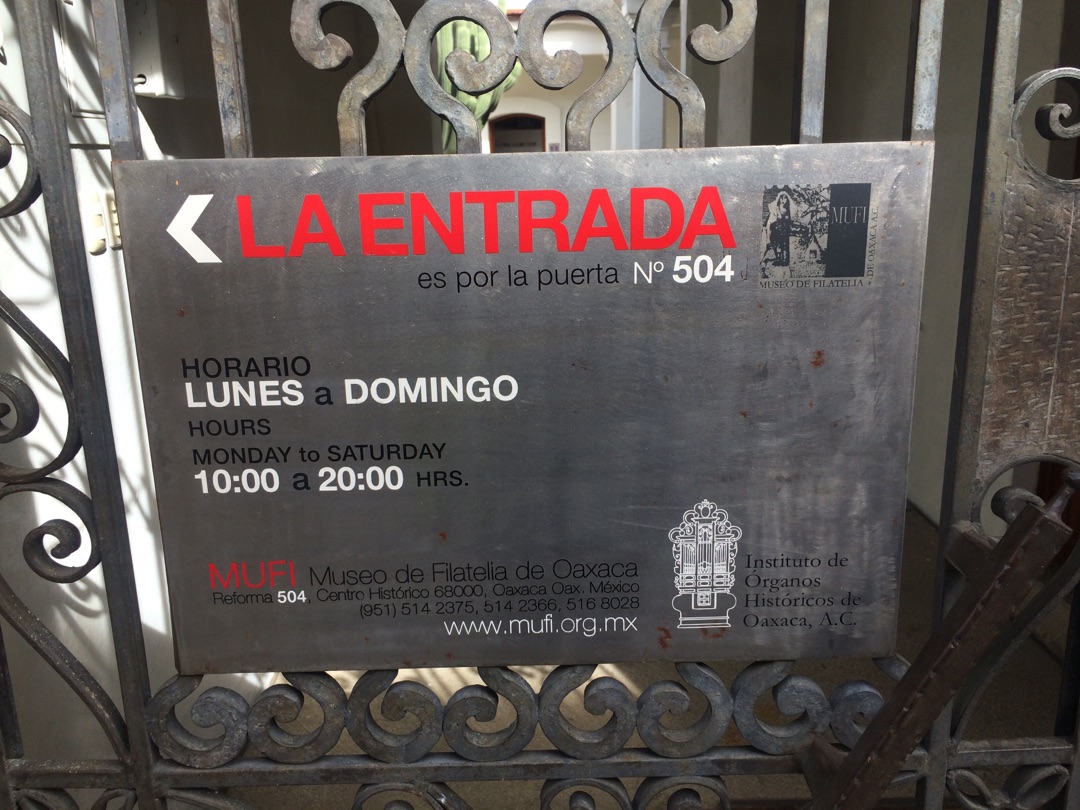 LA ENTRADA
es por la puerta Nº 504
MUFI
DE OAXACA A.C.
MUSEO DE FILATELIA
HORARIO
LUNES a DOMINGO
HOURS
MONDAY to SATURDAY
10:00 a 20:00 HRS.
MUFI Museo de Filatelia de Oaxaca
Reforma 504, Centro Histórico 68000, Oaxaca Oax. México
(951) 514 2375, 514 2366, 516 8028
www.mufi.org.mx
Instituto de
Órganos
Históricos de
Oaxaca, A.C.